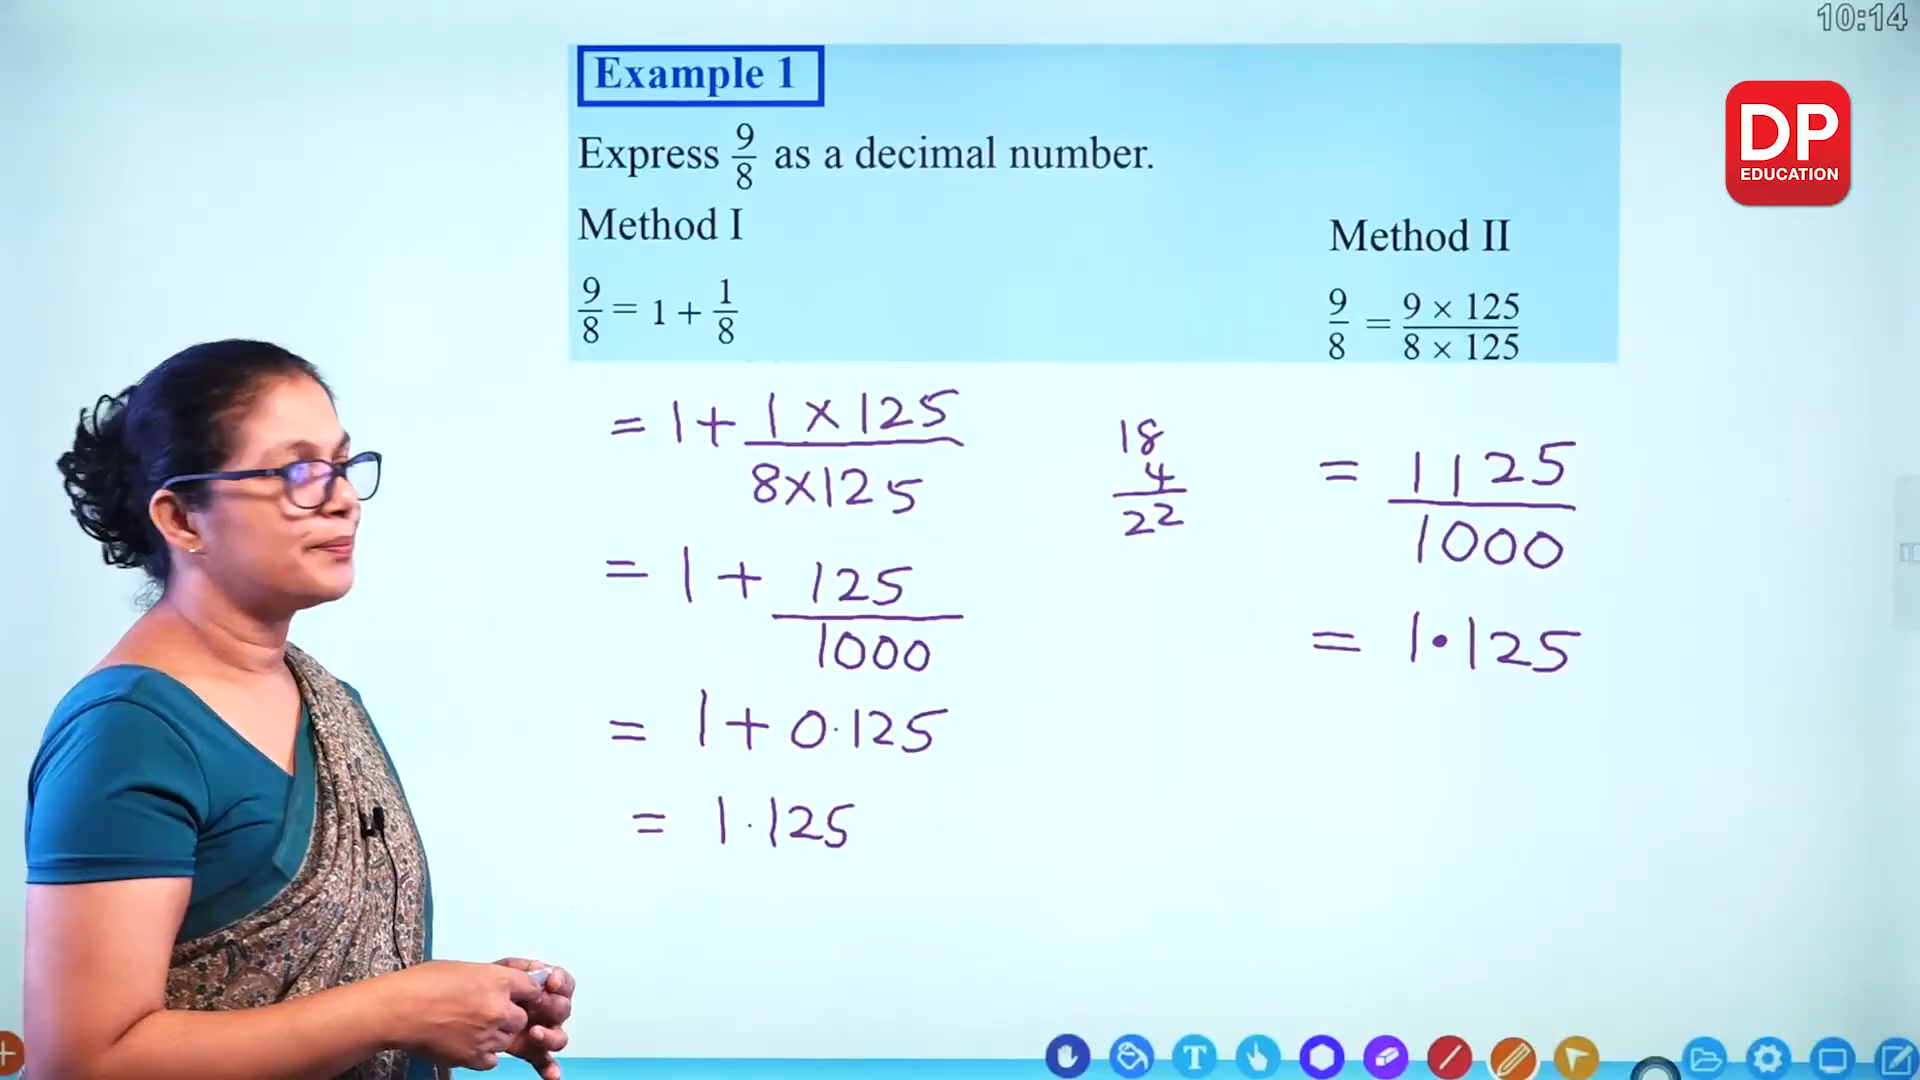 10:14
DP
EDUCATION
Example 1
Express 9/8 as a decimal number.
Method I
9/8 = 1 + 1/8
= 1 + 1 × 125 / 8 × 125
= 1 + 125/1000
= 1 + 0.125
= 1.125
18
4
22
Method II
9/8 = 9 × 125 / 8 × 125
= 1125/1000
= 1.125
T